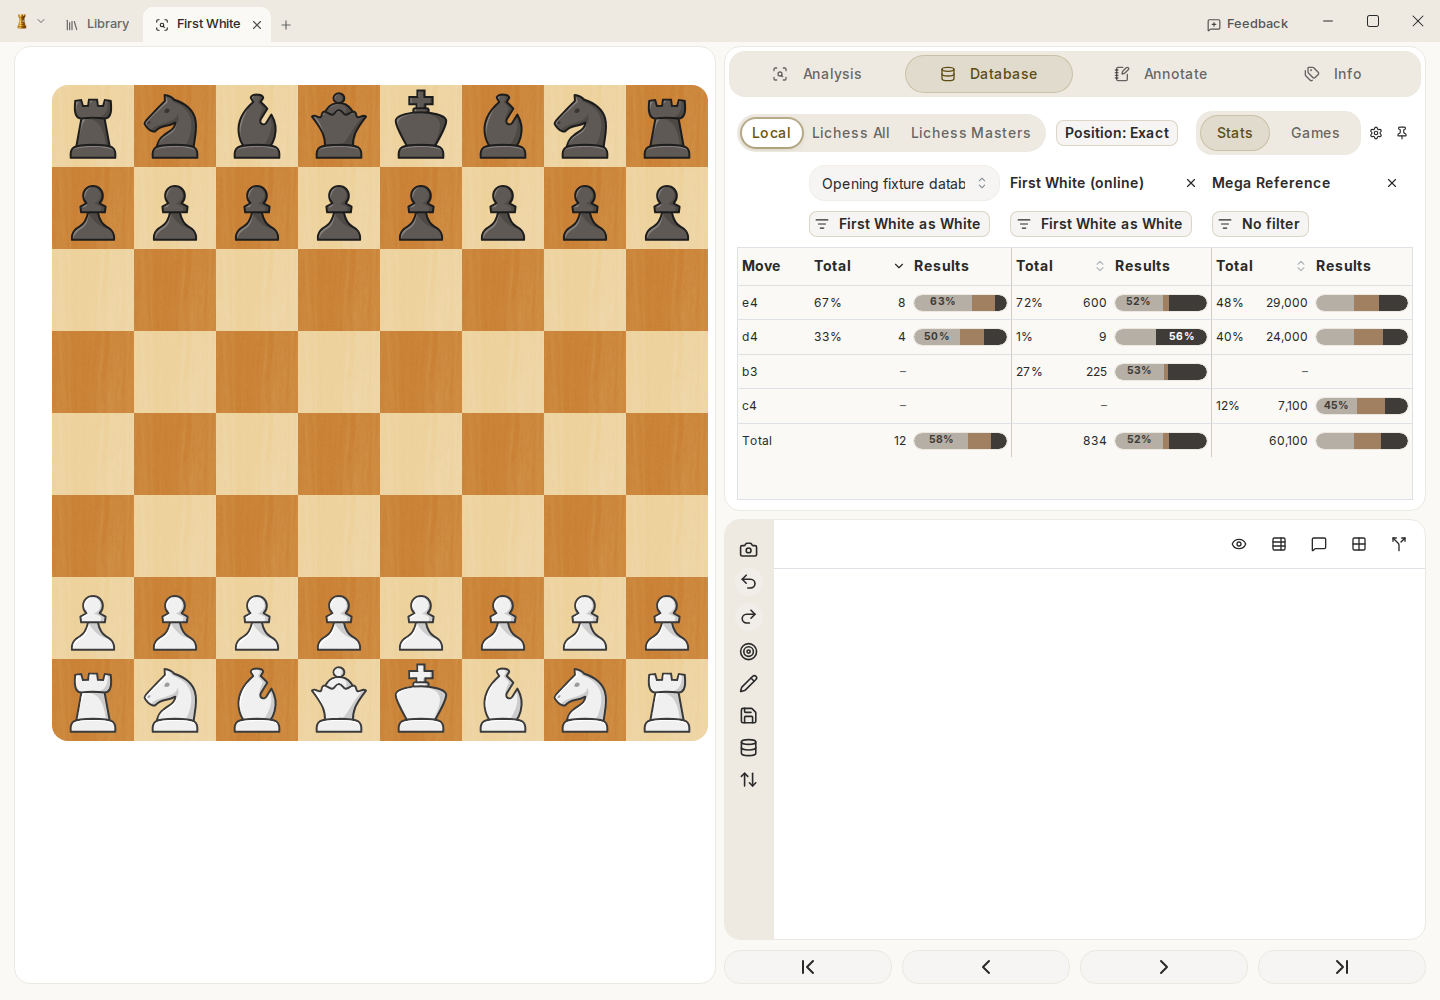 Library
First White
Feedback
Analysis
Database
Annotate
Info
Local
Lichess All
Lichess Masters
Position: Exact
Stats
Games
Opening fixture datab
First White (online)
Mega Reference
First White as White
First White as White
No filter
Move Total Results Total Results Total Results
e4 67% 8 63% 72% 600 52% 48% 29,000
d4 33% 4 50% 1% 9 56% 40% 24,000
b3 – 27% 225 53% –
c4 – – 12% 7,100 45%
Total 12 58% 834 52% 60,100